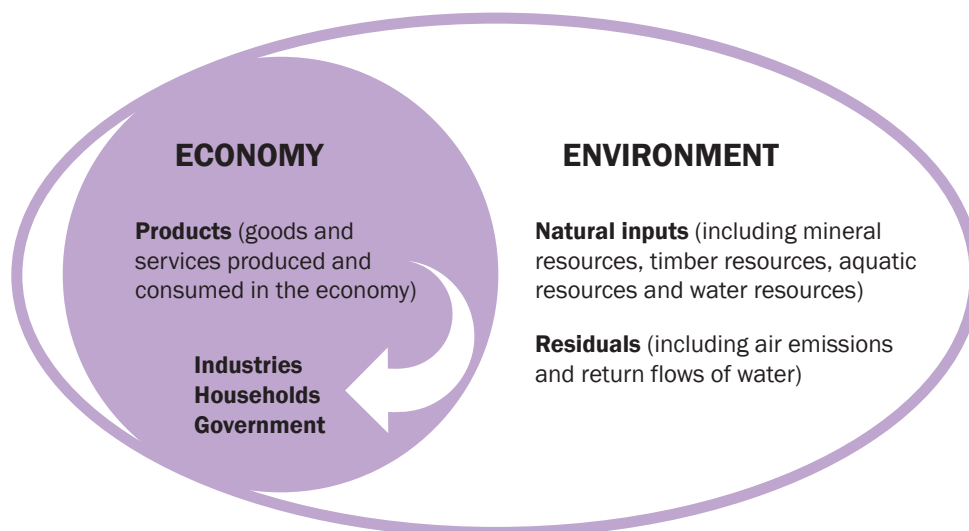 ECONOMY
Products (goods and
services produced and
consumed in the economy)
Industries
Households
Government
ENVIRONMENT
Natural inputs (including mineral
resources, timber resources, aquatic
resources and water resources)
Residuals (including air emissions
and return flows of water)